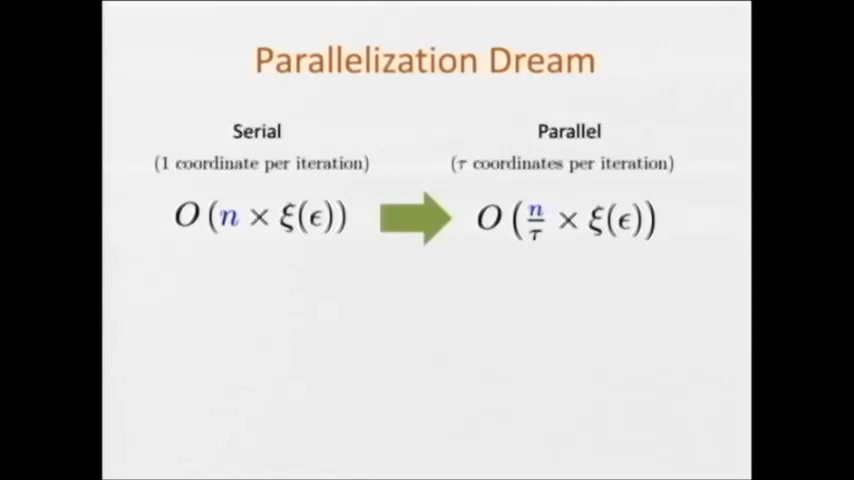 Parallelization Dream
Serial
Parallel
(1 coordinate per iteration)
(τ coordinates per iteration)
O (n × ξ(ϵ))
O (n/τ × ξ(ϵ))